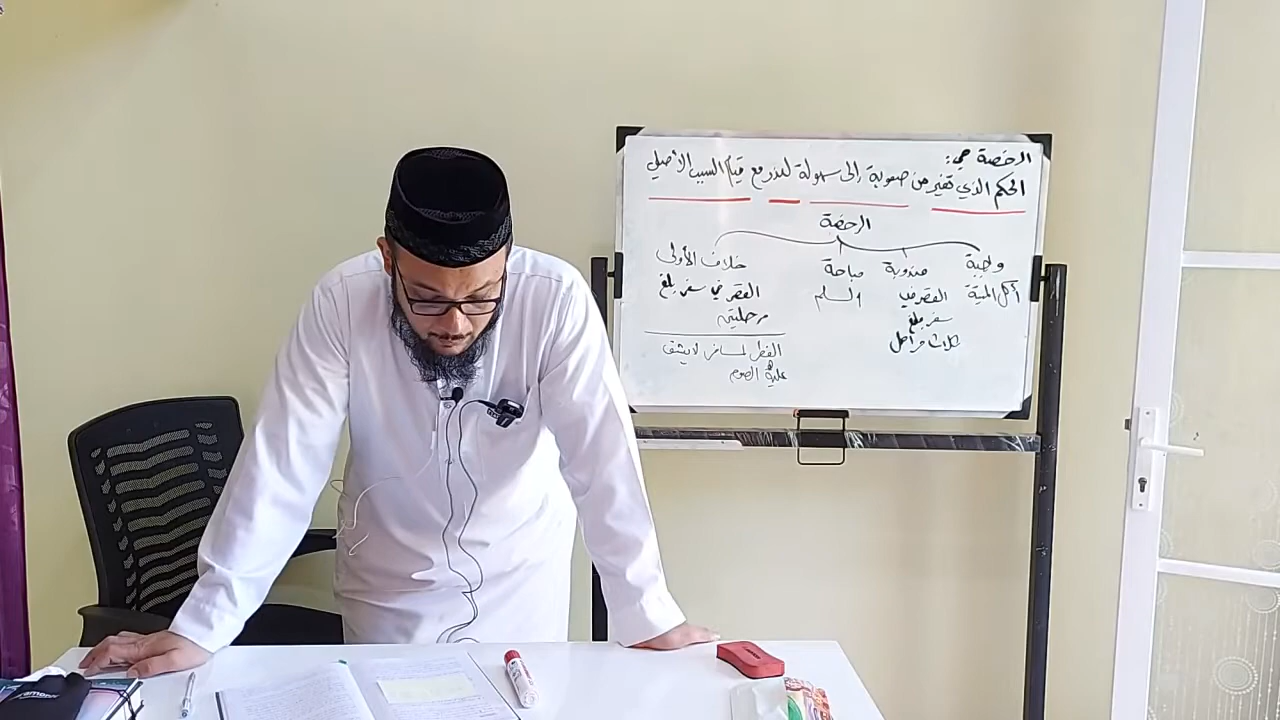 الرخصة هي:
الحكم الذي تغير من صعوبة إلى سهولة لعذر مع قيام السبب الأصلي
الرخصة
واجبة
أكل الميتة
مندوبة
القصر في
سفر بلغ
ثلاث مراحل
مباحة
السلم
خلاف الأولى
القصر في سفر بلغ
مرحلتين
الفطر لمسافر لا يشق
عليه الصوم